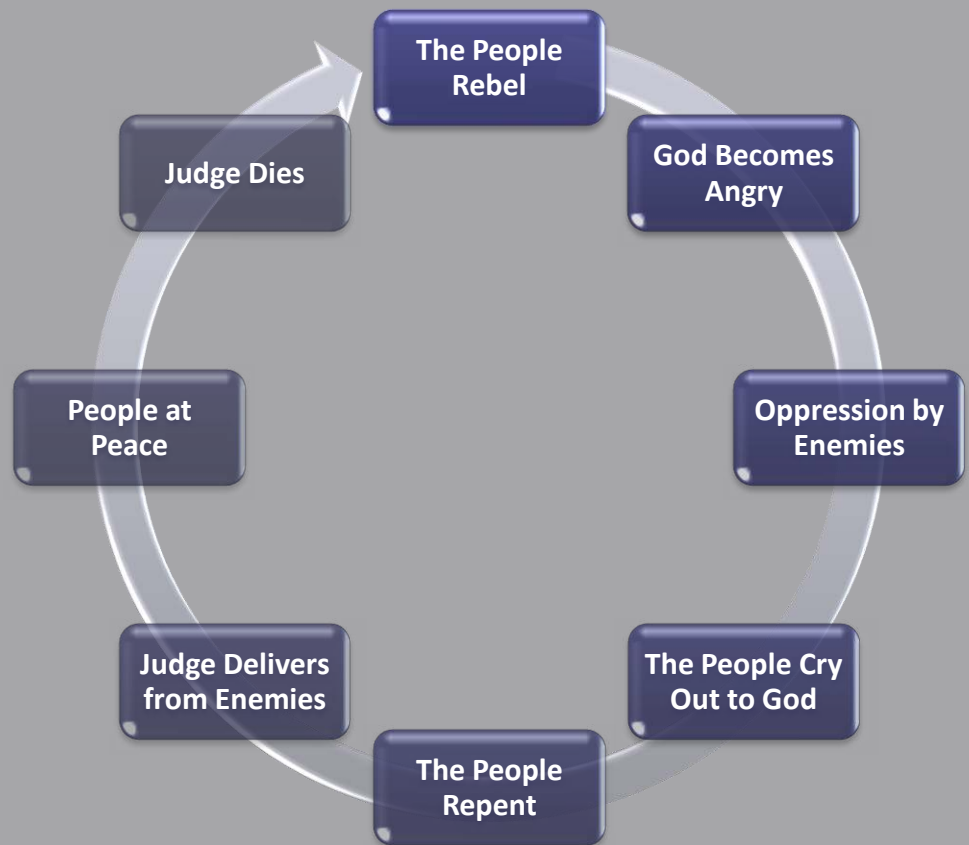 The People
Rebel
God Becomes
Angry
Oppression by
Enemies
The People Cry
Out to God
The People
Repent
Judge Delivers
from Enemies
People at
Peace
Judge Dies